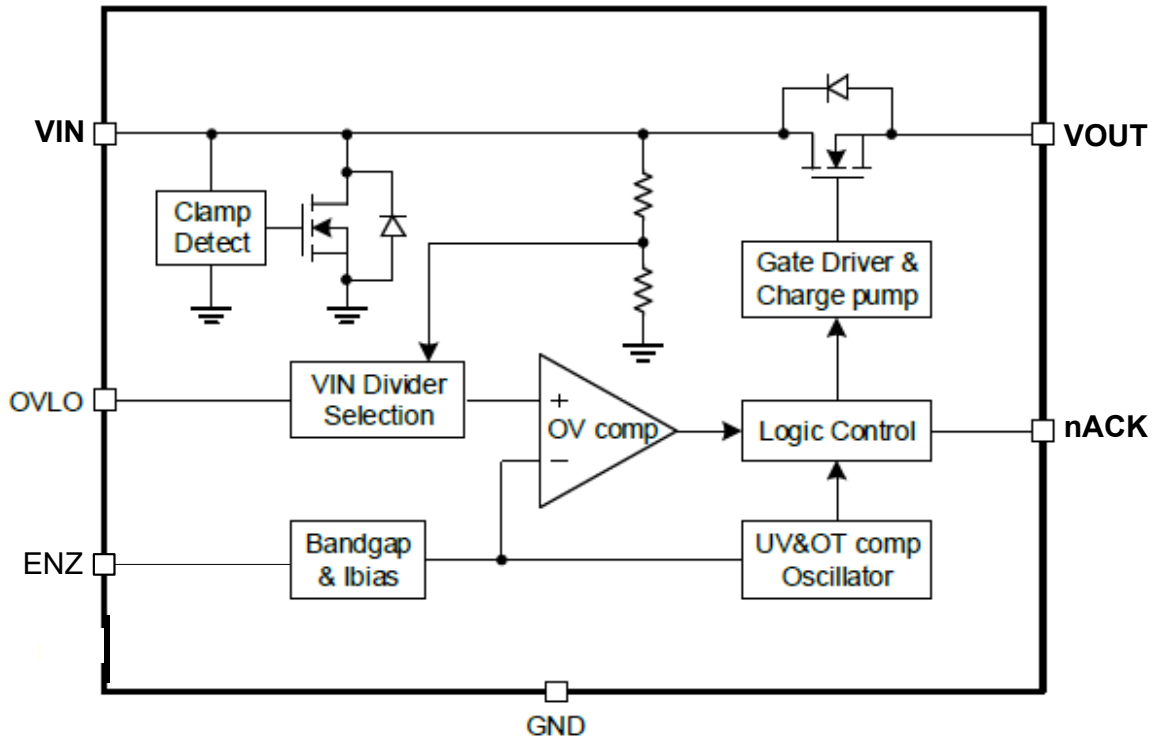 VIN
VOUT
Clamp
Detect
Gate Driver &
Charge pump
OVLO
VIN Divider
Selection
+
OV comp
−
Logic Control
nACK
ENZ
Bandgap
& Ibias
UV&OT comp
Oscillator
GND